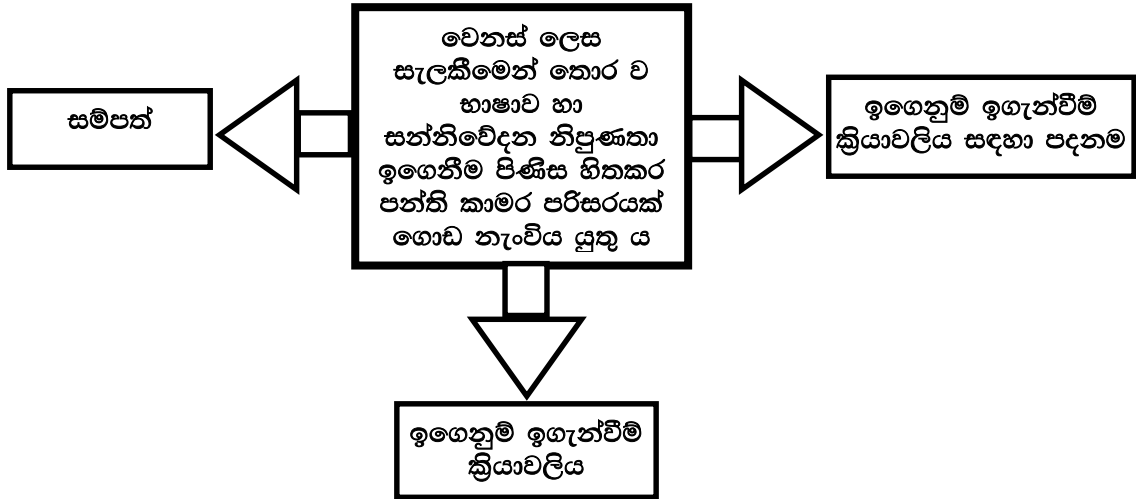 වෙනස් ලෙස
සැලකීමෙන් තොර ව
භාෂාව හා
සන්නිවේදන නිපුණතා
ඉගෙනීම පිණිස හිතකර
පන්ති කාමර පරිසරයක්
ගොඩ නැංවිය යුතු ය
සම්පත්
ඉගෙනුම් ඉගැන්වීම්
ක්‍රියාවලිය සඳහා පදනම
ඉගෙනුම් ඉගැන්වීම්
ක්‍රියාවලිය